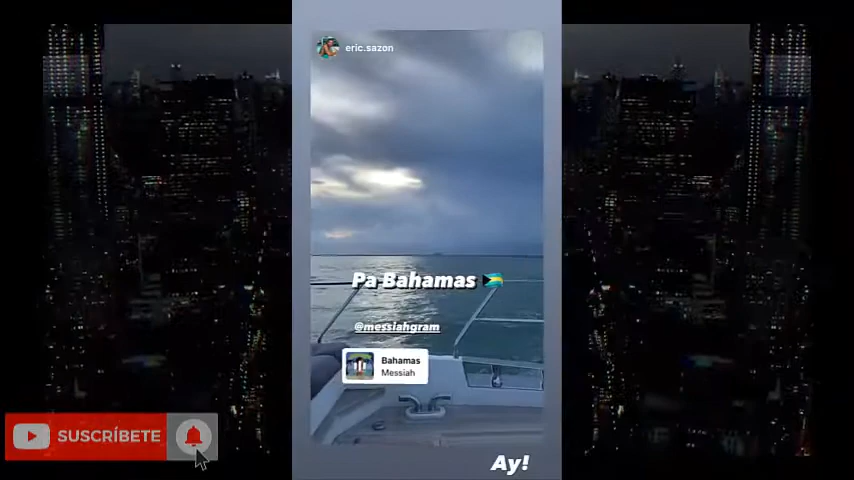 eric.sazon
Pa Bahamas 🇧🇸
@messiahgram
Bahamas
Messiah
SUSCRÍBETE
Ay!